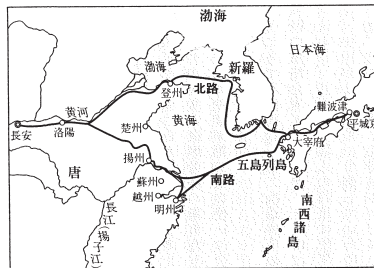 渤海
渤海
新羅
日本海
登州
北路
黄河
長安
洛陽
楚州
黄海
難波津
平城京
大宰府
揚州
唐
蘇州
越州
明州
南路
五島列島
南西諸島
長江(揚子江)